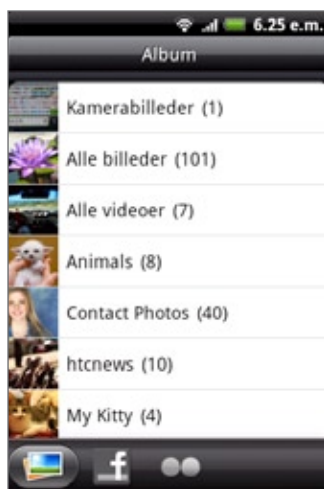 6.25 e.m.
Album
Kamerabilleder (1)
Alle billeder (101)
Alle videoer (7)
Animals (8)
Contact Photos (40)
htcnews (10)
My Kitty (4)
f